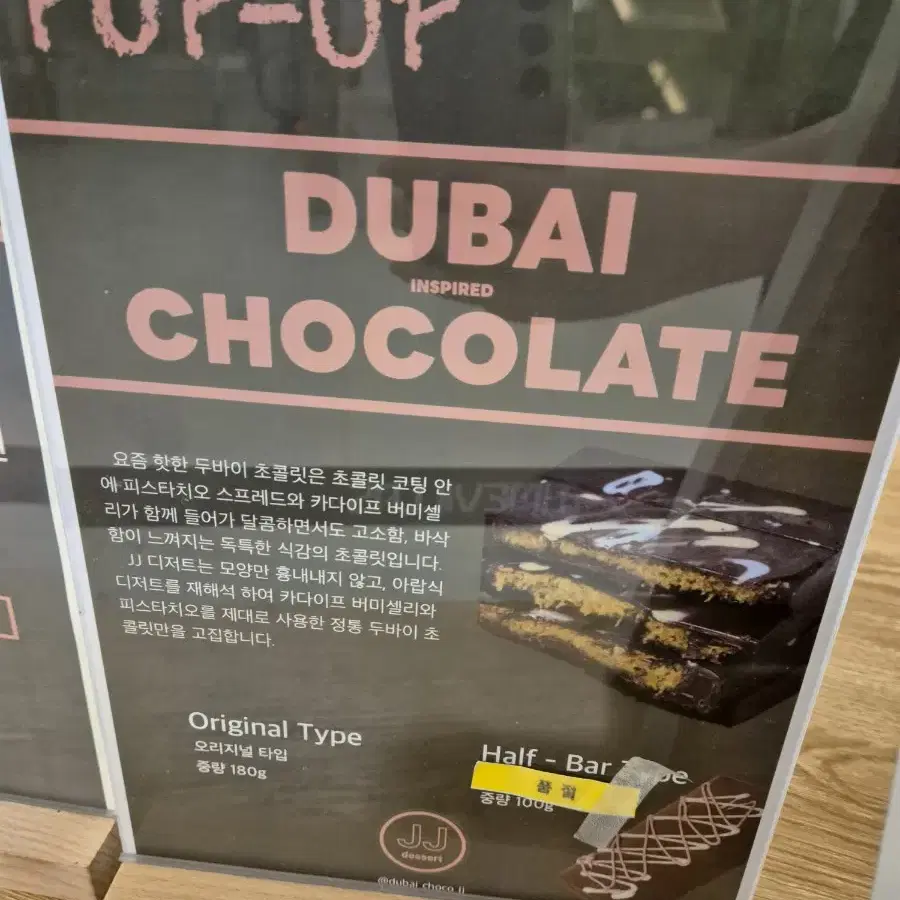 POP-UP
DUBAI
INSPIRED
CHOCOLATE
요즘 핫한 두바이 초콜릿은 초콜릿 코팅 안
에 피스타치오 스프레드와 카다이프 버미셀
리가 함께 들어가 달콤하면서도 고소함, 바삭
함이 느껴지는 독특한 식감의 초콜릿입니다.
JJ 디저트는 모양만 흉내내지 않고, 아랍식
디저트를 재해석 하여 카다이프 버미셀리와
피스타치오를 제대로 사용한 정통 두바이 초
콜릿만을 고집합니다.
Original Type
오리지널 타입
중량 180g
Half - Bar Type
품절
중량 100g
JJ
dessert
@dubai_choco_jj